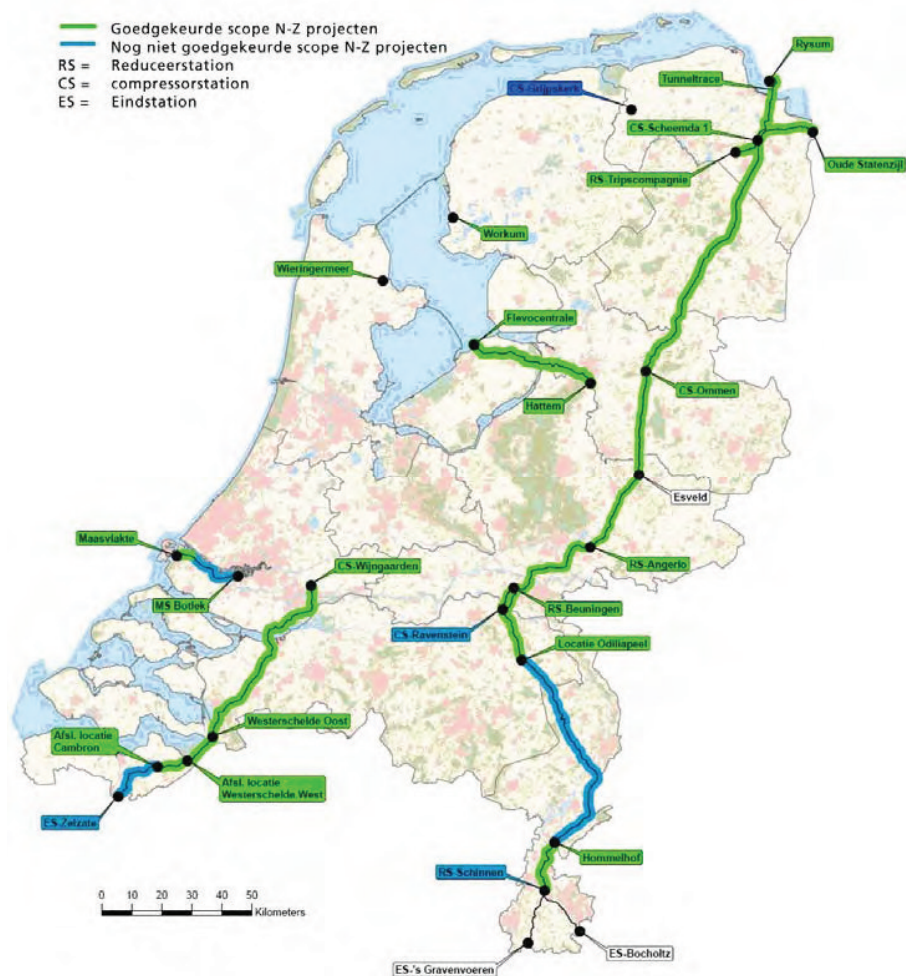 Goedgekeurde scope N-Z projecten
Nog niet goedgekeurde scope N-Z projecten
RS = Reduceerstation
CS = compressorstation
ES = Eindstation
Rysum
Tunneltrace
CS-Grijpskerk
CS-Scheemda 1
Oude Statenzijl
RS-Tripscompagnie
Workum
Wieringermeer
Flevocentrale
CS-Ommen
Hattem
Esveld
Maasvlakte
CS-Wijngaarden
RS-Angerlo
MS Botlek
RS-Beuningen
CS-Ravenstein
Locatie Odiliapeel
Westerschelde Oost
Afsl. locatie
Cambron
Afsl. locatie
Westerschelde West
ES-Zelzate
Hommelhof
RS-Schinnen
0 10 20 30 40 50
Kilometers
ES-Bocholtz
ES-'s Gravenvoeren